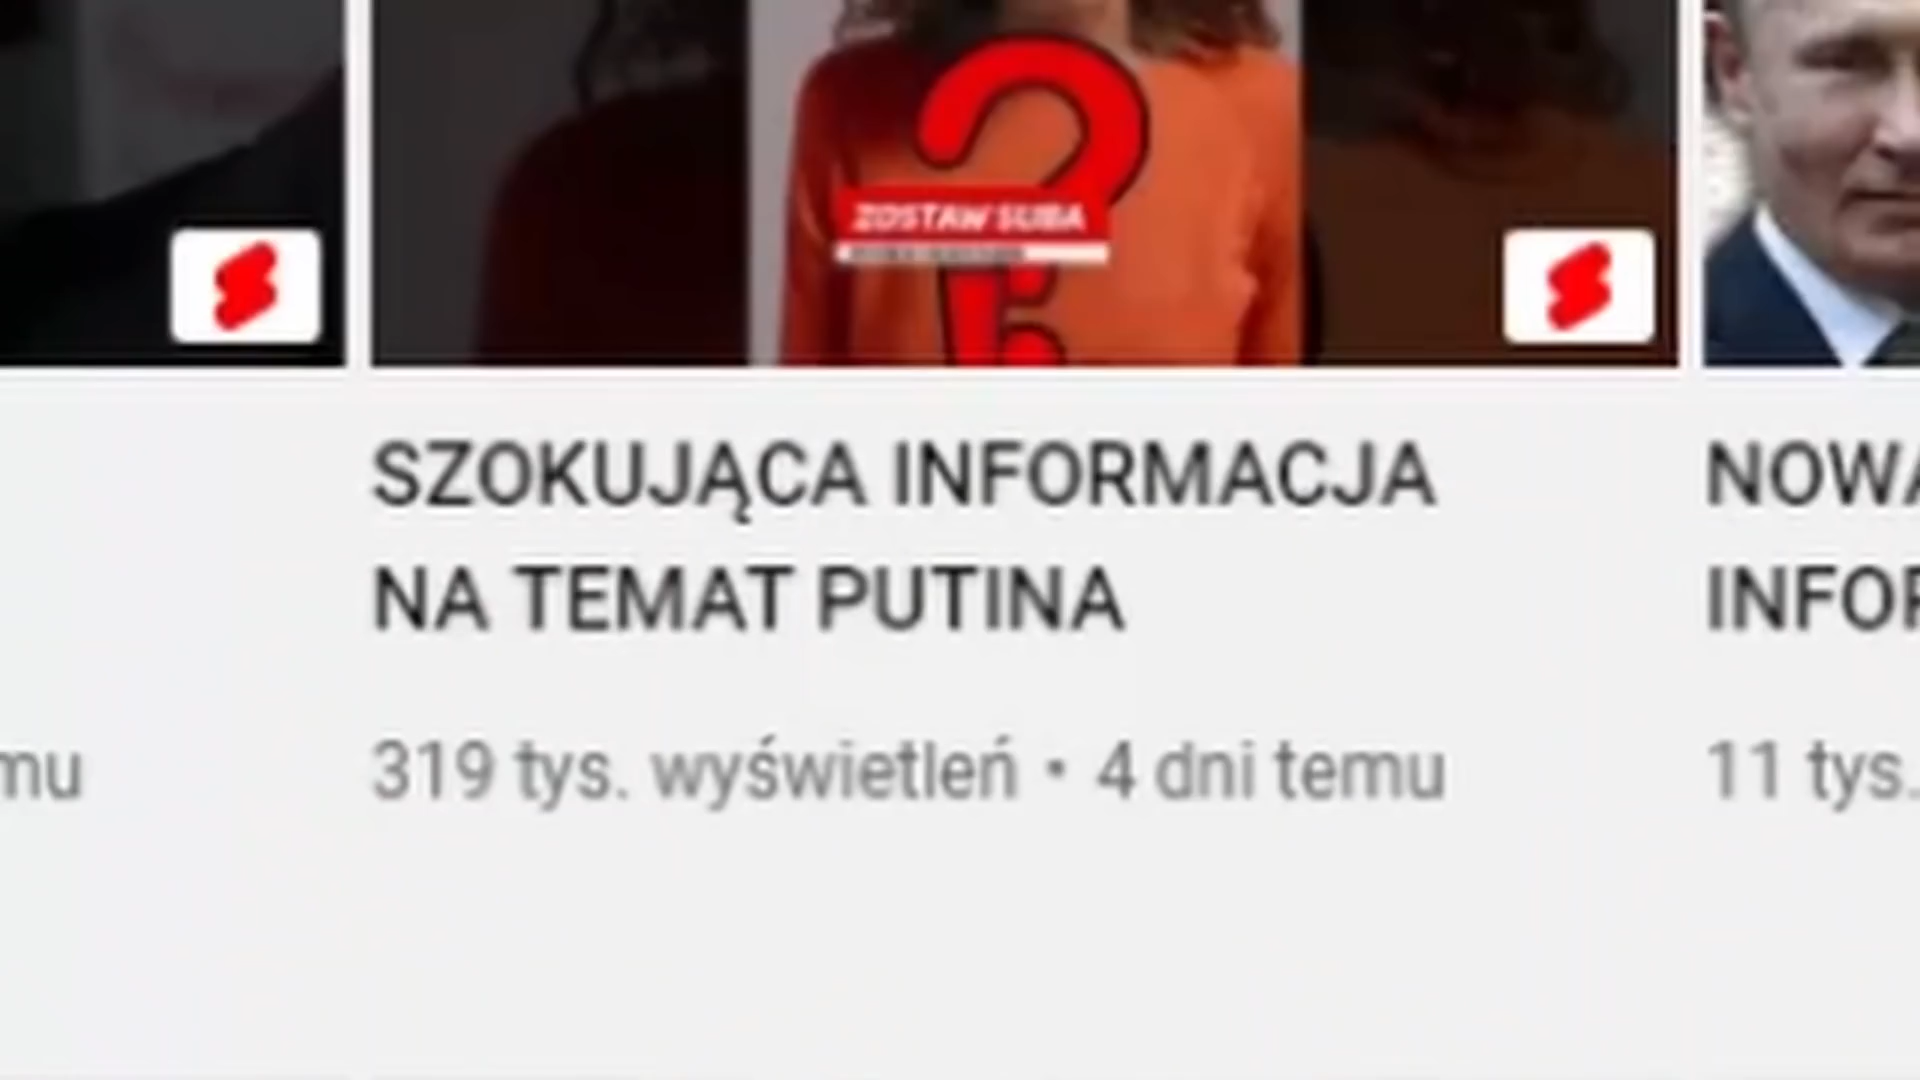 ZOSTAW SUBA
SZOKUJĄCA INFORMACJA
NA TEMAT PUTINA
319 tys. wyświetleń • 4 dni temu
mu
NOWA
INFOR
11 tys.